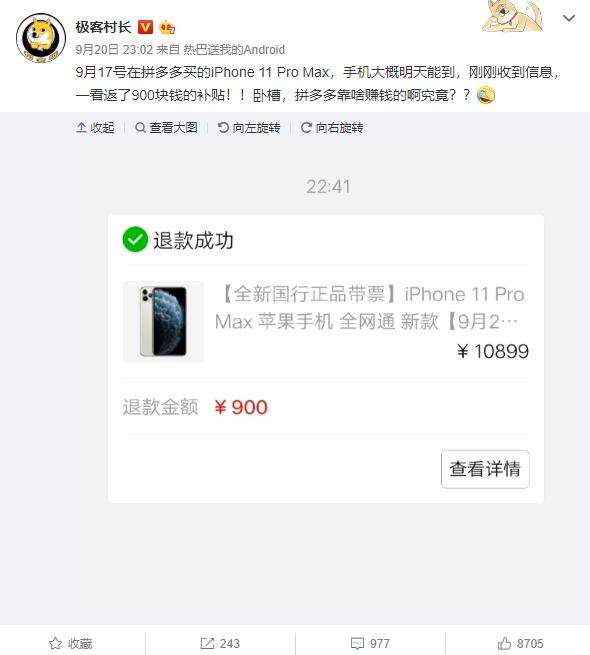 极客村长
9月20日 23:02 来自 热巴送我的Android
9月17号在拼多多买的iPhone 11 Pro Max，手机大概明天能到，刚刚收到信息，
一看返了900块钱的补贴！！卧槽，拼多多靠啥赚钱的啊究竟？？
收起 查看大图 向左旋转 向右旋转
22:41
退款成功
【全新国行正品带票】iPhone 11 Pro
Max 苹果手机 全网通 新款【9月2…
¥ 10899
退款金额 ¥ 900
查看详情
收藏 243 977 8705